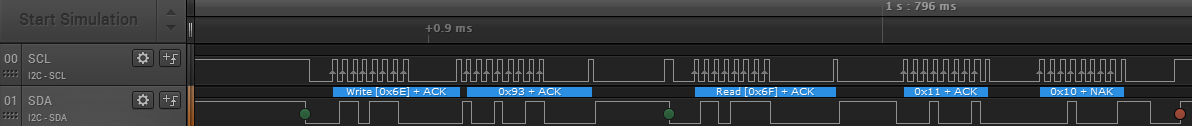 Start Simulation
1 s : 796 ms
+0.9 ms
00 SCL
I2C - SCL
Write [0x6E] + ACK 0x93 + ACK Read [0x6F] + ACK 0x11 + ACK 0x10 + NAK
01 SDA
I2C - SDA